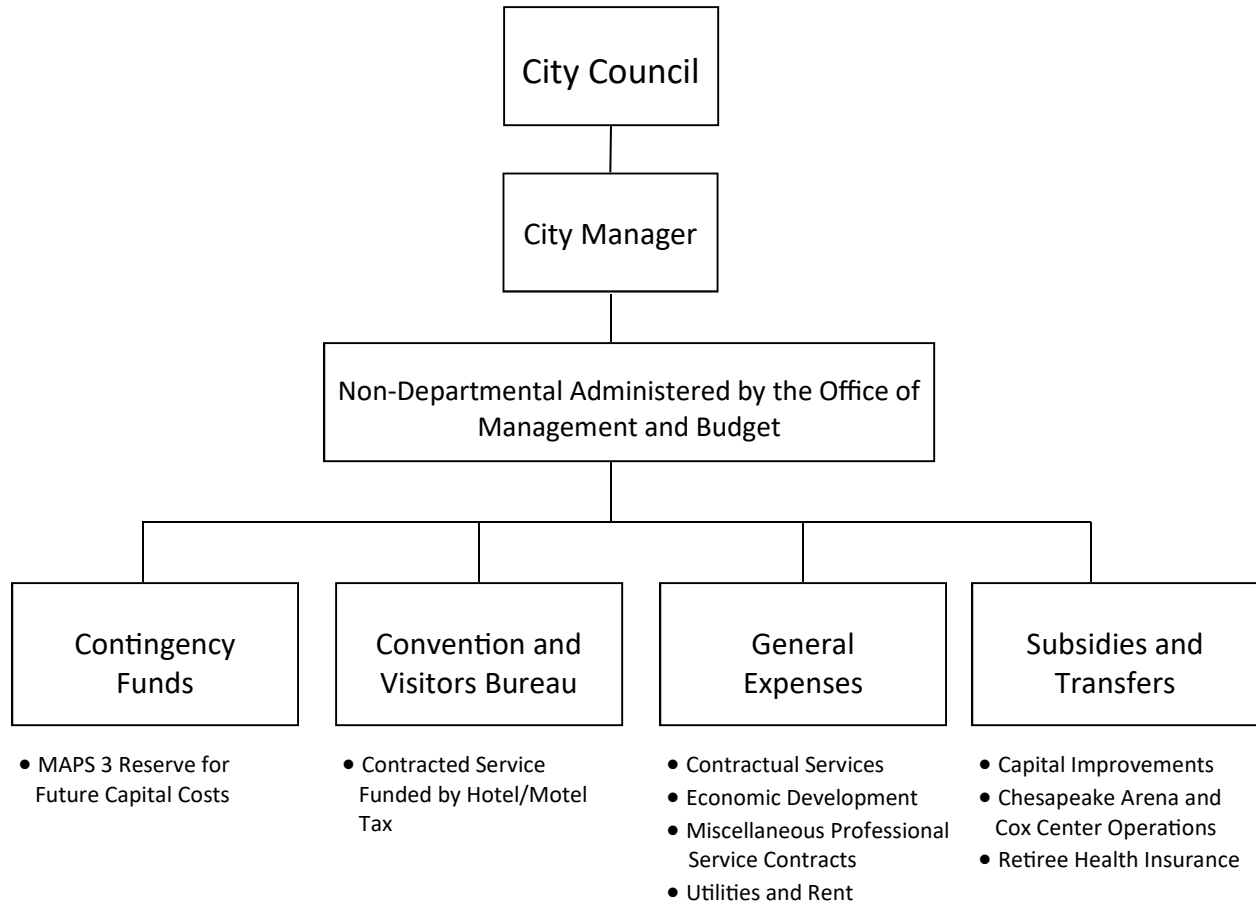 City Council
City Manager
Non-Departmental Administered by the Office of
Management and Budget
Contingency
Funds
• MAPS 3 Reserve for
Future Capital Costs
Convention and
Visitors Bureau
• Contracted Service
Funded by Hotel/Motel
Tax
General
Expenses
• Contractual Services
• Economic Development
• Miscellaneous Professional
Service Contracts
• Utilities and Rent
Subsidies and
Transfers
• Capital Improvements
• Chesapeake Arena and
Cox Center Operations
• Retiree Health Insurance